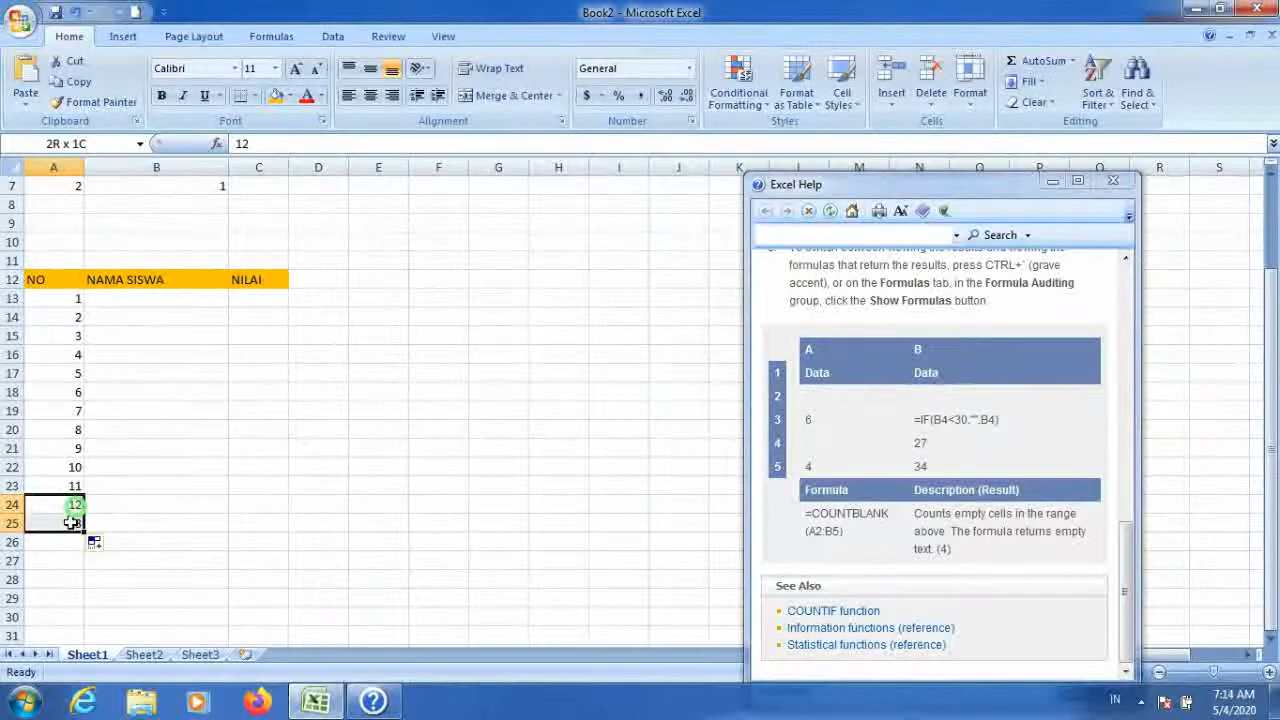 Book2 - Microsoft Excel
Home Insert Page Layout Formulas Data Review View
Paste
Cut
Copy
Format Painter
Clipboard
Calibri 11
B I U
Font
Wrap Text
Merge & Center
Alignment
General
$ % ,
Number
Conditional Formatting
Format as Table
Cell Styles
Styles
Insert Delete Format
Cells
Σ AutoSum
Fill
Clear
Sort & Filter
Find & Select
Editing
2R x 1C fx 12
A B C D E F G H I J K L M N O P Q R S
7 2 1
8
9
10
11
12 NO NAMA SISWA NILAI
13 1
14 2
15 3
16 4
17 5
18 6
19 7
20 8
21 9
22 10
23 11
24 12
25
26
27
28
29
30
31
Excel Help
Search
formulas that return the results, press CTRL+` (grave
accent), or on the Formulas tab, in the Formula Auditing
group, click the Show Formulas button.
A B
1 Data Data
2
3 6 =IF(B4<30,"",B4)
4 27
5 4 34
Formula Description (Result)
=COUNTBLANK Counts empty cells in the range
(A2:B5) above. The formula returns empty
text. (4)
See Also
COUNTIF function
Information functions (reference)
Statistical functions (reference)
Sheet1 Sheet2 Sheet3
Ready
IN
7:14 AM
5/4/2020